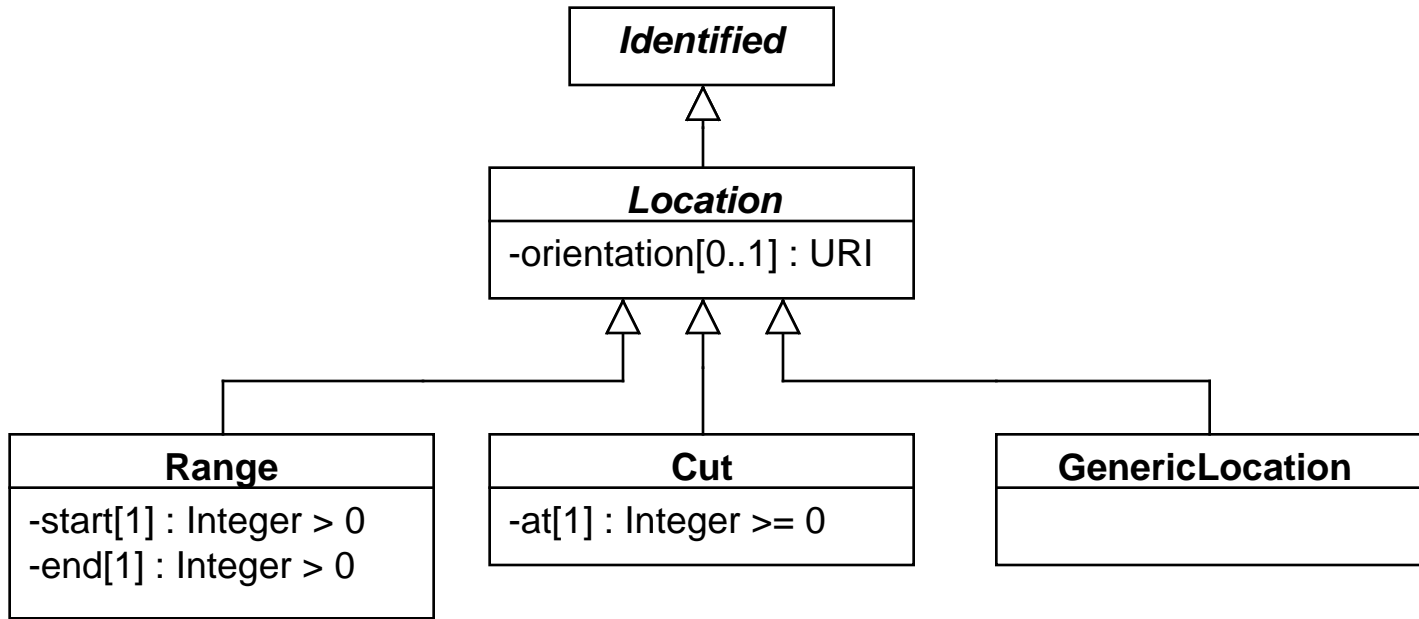 Identified
Location
-orientation[0..1] : URI
Range
-start[1] : Integer > 0
-end[1] : Integer > 0
Cut
-at[1] : Integer >= 0
GenericLocation